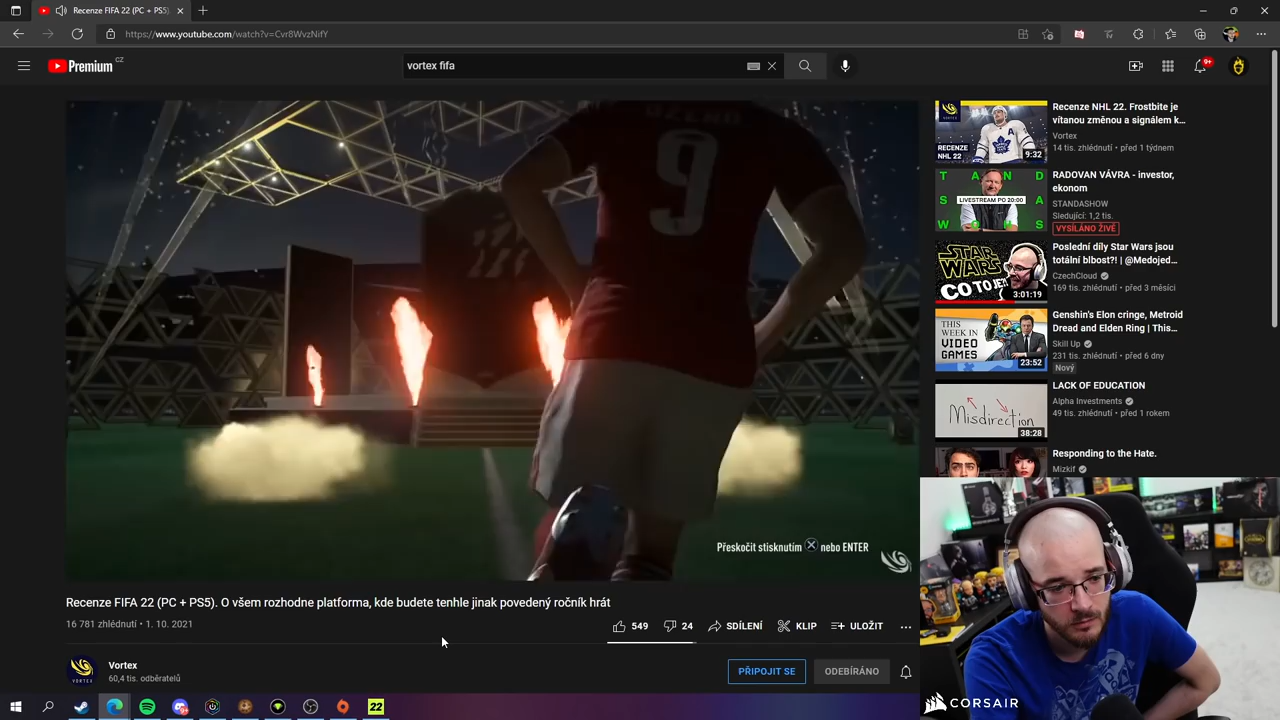 Recenze FIFA 22 (PC + PS5)
https://www.youtube.com/watch?v=Cvr8WvzNifY
Premium CZ
vortex fifa
9+
9
Přeskočit stisknutím X nebo ENTER
Recenze FIFA 22 (PC + PS5). O všem rozhodne platforma, kde budete tenhle jinak povedený ročník hrát
16 781 zhlédnutí • 1. 10. 2021
549
24
SDÍLENÍ
KLIP
ULOŽIT
Vortex
60,4 tis. odběratelů
PŘIPOJIT SE
ODEBÍRÁNO
VORTEX
RECENZE
NHL 22
9:32
Recenze NHL 22. Frostbite je
vítanou změnou a signálem k...
Vortex
14 tis. zhlédnutí • před 1 týdnem
T A N D
S A
W U S
LIVESTREAM PO 20:00
RADOVAN VÁVRA - investor,
ekonom
STANDASHOW
Sledující: 1,2 tis.
VYSÍLÁNO ŽIVĚ
STAR
WARS
CO TO JE
3:01:19
Poslední díly Star Wars jsou
totální blbost?! | @Medojed...
CzechCloud
169 tis. zhlédnutí • před 3 měsíci
THIS
WEEK IN
VIDEO
GAMES
23:52
Genshin's Elon cringe, Metroid
Dread and Elden Ring | This...
Skill Up
231 tis. zhlédnutí • před 6 dny
Nový
Misdirection
38:28
LACK OF EDUCATION
Alpha Investments
49 tis. zhlédnutí • před 1 rokem
Responding to the Hate.
Mizkif
CORSAIR
22